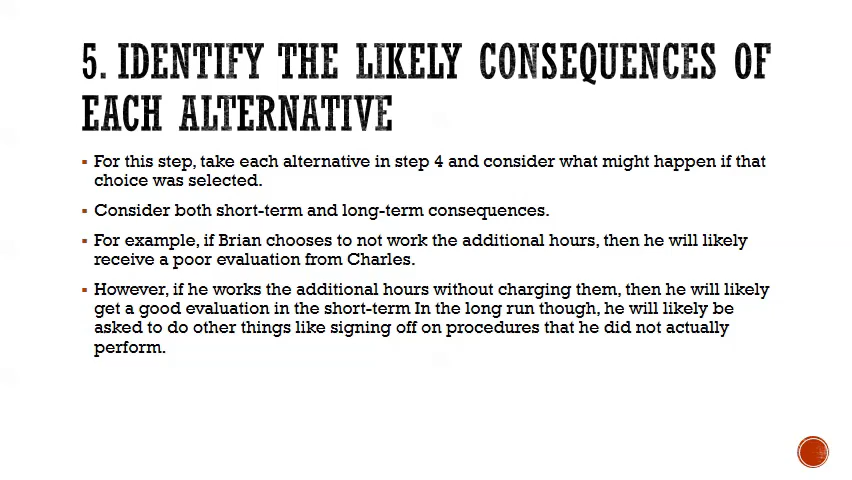 5. IDENTIFY THE LIKELY CONSEQUENCES OF
EACH ALTERNATIVE
▪ For this step, take each alternative in step 4 and consider what might happen if that
choice was selected.
▪ Consider both short-term and long-term consequences.
▪ For example, if Brian chooses to not work the additional hours, then he will likely
receive a poor evaluation from Charles.
▪ However, if he works the additional hours without charging them, then he will likely
get a good evaluation in the short-term In the long run though, he will likely be
asked to do other things like signing off on procedures that he did not actually
perform.